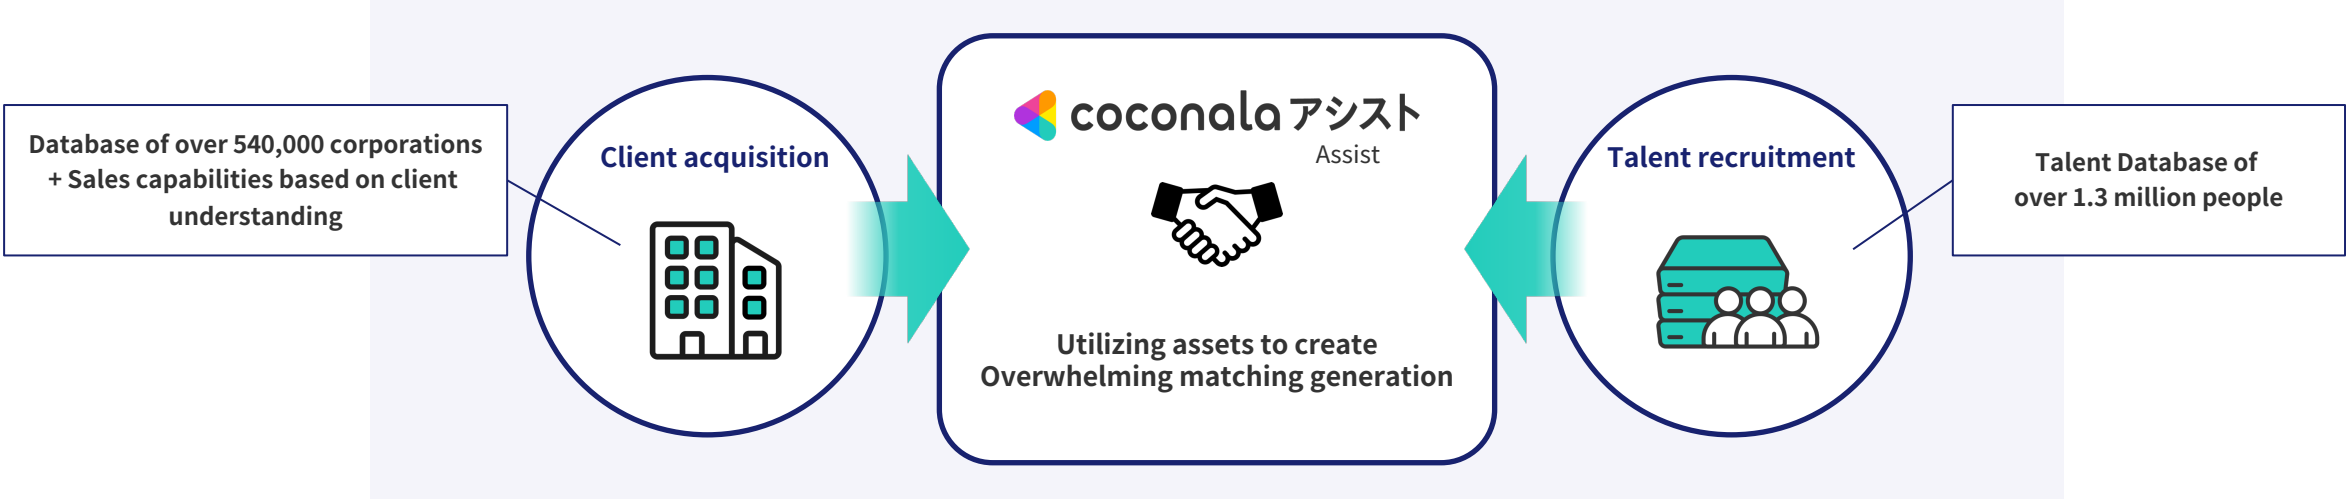 Database of over 540,000 corporations
+ Sales capabilities based on client
understanding
Client acquisition
coconala アシスト
Assist
Utilizing assets to create
Overwhelming matching generation
Talent recruitment
Talent Database of
over 1.3 million people